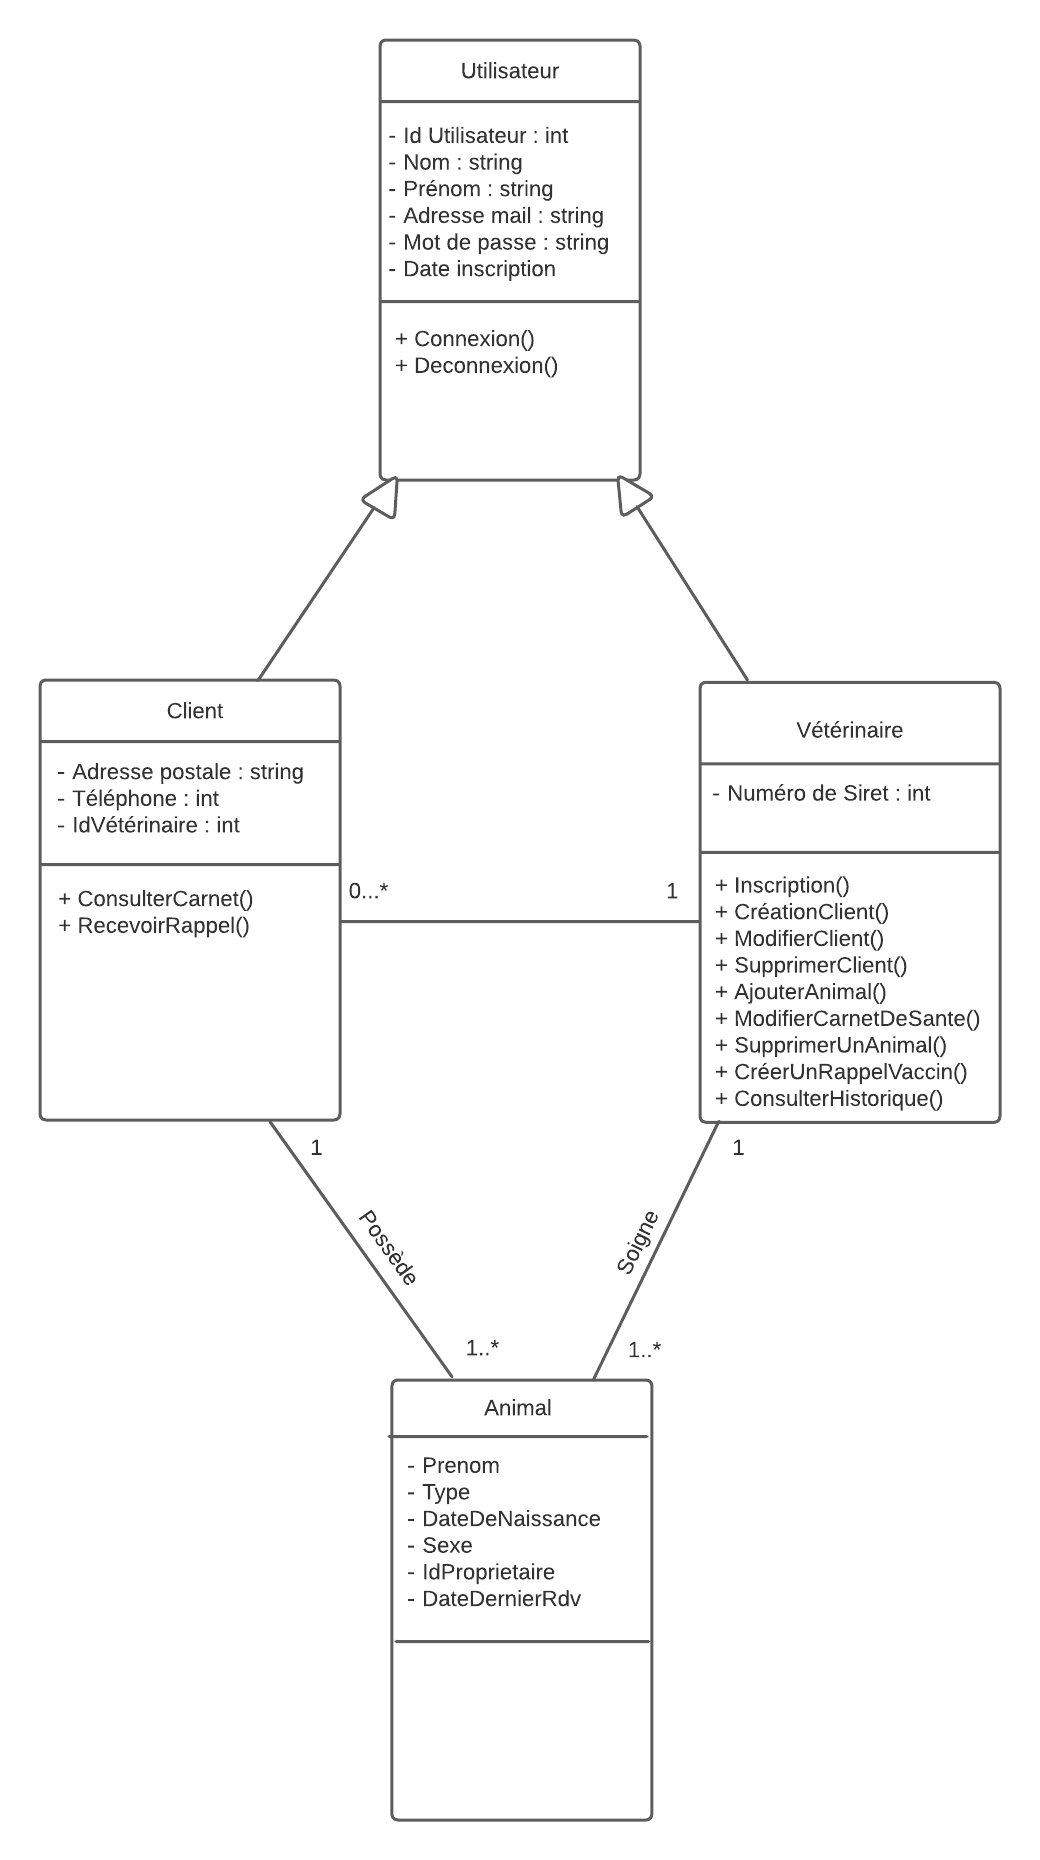 Utilisateur
- Id Utilisateur : int
- Nom : string
- Prénom : string
- Adresse mail : string
- Mot de passe : string
- Date inscription
+ Connexion()
+ Deconnexion()
Client
- Adresse postale : string
- Téléphone : int
- IdVétérinaire : int
+ ConsulterCarnet()
+ RecevoirRappel()
0...*
1
Vétérinaire
- Numéro de Siret : int
+ Inscription()
+ CréationClient()
+ ModifierClient()
+ SupprimerClient()
+ AjouterAnimal()
+ ModifierCarnetDeSante()
+ SupprimerUnAnimal()
+ CréerUnRappelVaccin()
+ ConsulterHistorique()
1
1
Possède
Soigne
1..*
1..*
Animal
- Prenom
- Type
- DateDeNaissance
- Sexe
- IdProprietaire
- DateDernierRdv